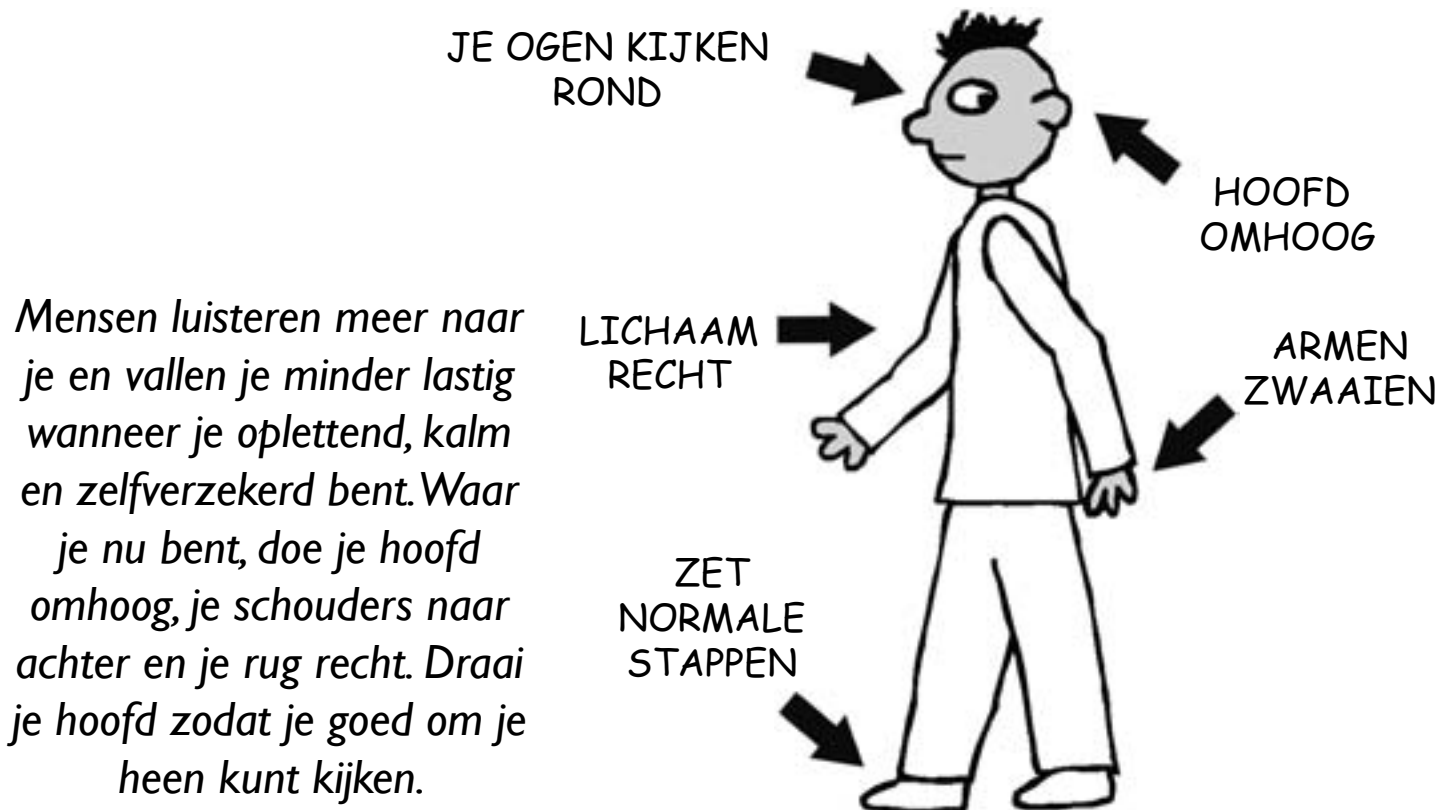 JE OGEN KIJKEN
ROND
HOOFD
OMHOOG
Mensen luisteren meer naar
je en vallen je minder lastig
wanneer je oplettend, kalm
en zelfverzekerd bent. Waar
je nu bent, doe je hoofd
omhoog, je schouders naar
achter en je rug recht. Draai
je hoofd zodat je goed om je
heen kunt kijken.
LICHAAM
RECHT
ARMEN
ZWAAIEN
ZET
NORMALE
STAPPEN